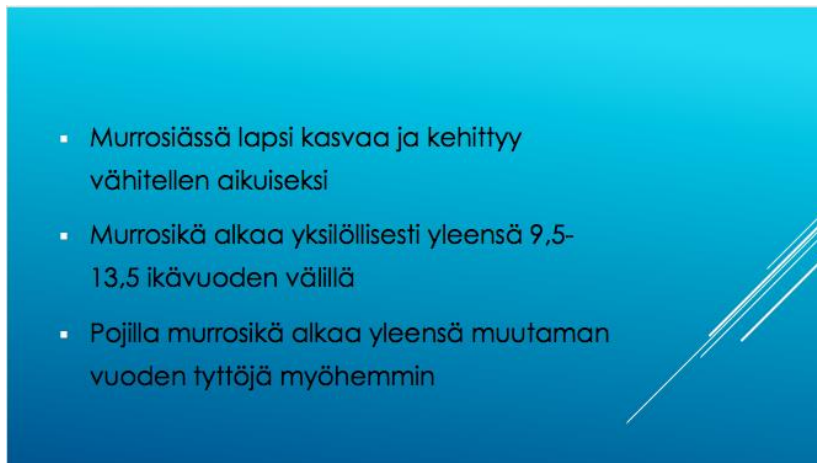 ▪ Murrosiässä lapsi kasvaa ja kehittyy
vähitellen aikuiseksi
▪ Murrosikä alkaa yksilöllisesti yleensä 9,5-
13,5 ikävuoden välillä
▪ Pojilla murrosikä alkaa yleensä muutaman
vuoden tyttöjä myöhemmin